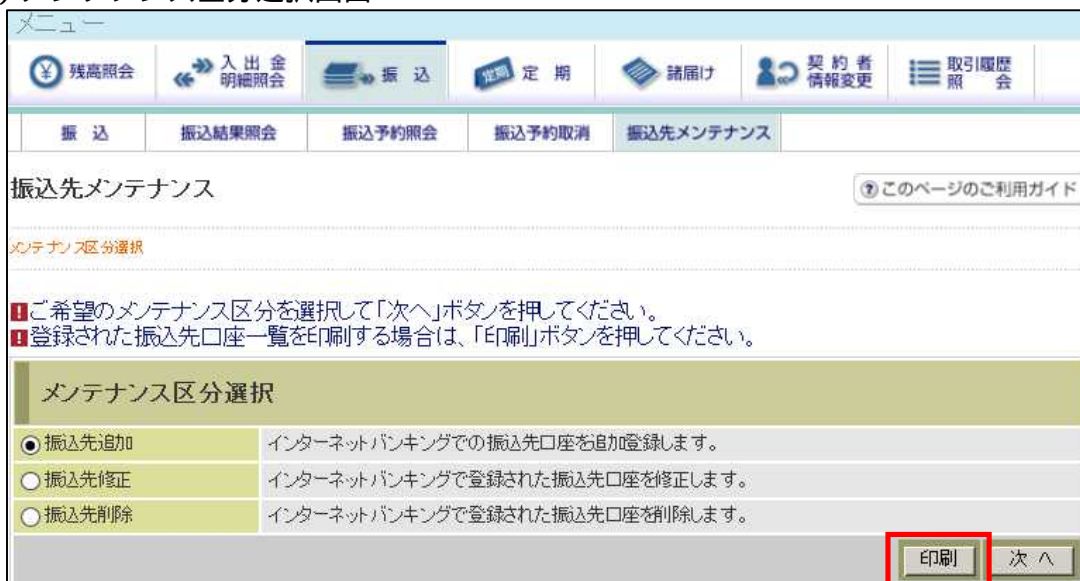 メニュー
残高照会 入出金明細照会 振込 定期 諸届け 契約者情報変更 取引履歴照会
振込 振込結果照会 振込予約照会 振込予約取消 振込先メンテナンス
振込先メンテナンス
?このページのご利用ガイド
メンテナンス区分選択
ご希望のメンテナンス区分を選択して「次へ」ボタンを押してください。
登録された振込先口座一覧を印刷する場合は、「印刷」ボタンを押してください。
メンテナンス区分選択
振込先追加 インターネットバンキングでの振込先口座を追加登録します。
振込先修正 インターネットバンキングで登録された振込先口座を修正します。
振込先削除 インターネットバンキングで登録された振込先口座を削除します。
印刷 次へ